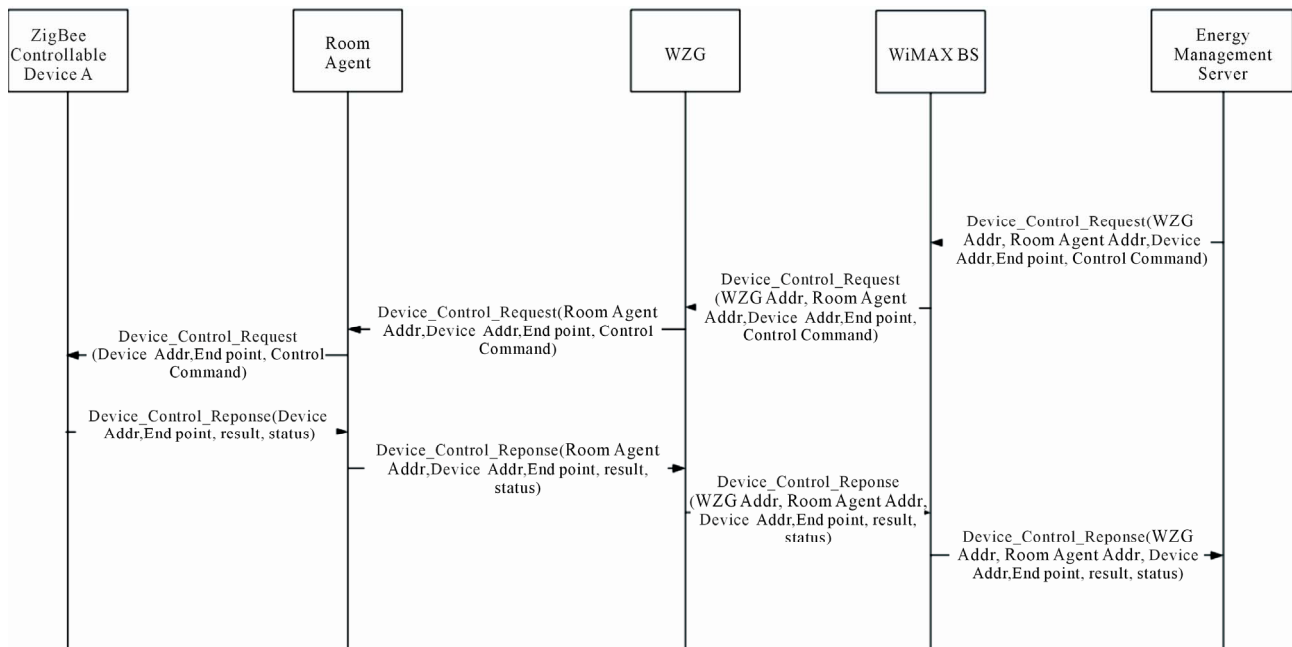 ZigBee
Controllable
Device A
Room
Agent
WZG
WiMAX BS
Energy
Management
Server
Device_Control_Request(WZG
Addr, Room Agent Addr,Device
Addr,End point, Control Command)
Device_Control_Request
(WZG Addr, Room Agent
Addr,Device Addr,End point,
Control Command)
Device_Control_Request(Room Agent
Addr,Device Addr,End point, Control
Command)
Device_Control_Request
(Device Addr,End point, Control
Command)
Device_Control_Reponse(Device
Addr,End point, result, status)
Device_Control_Reponse(Room Agent
Addr,Device Addr,End point, result,
status)
Device_Control_Reponse
(WZG Addr, Room Agent Addr,
Device Addr,End point, result,
status)
Device_Control_Reponse(WZG
Addr, Room Agent Addr, Device
Addr,End point, result, status)